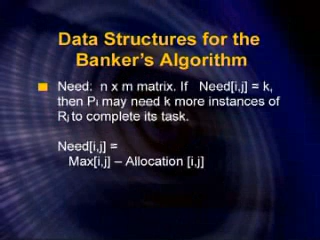 Data Structures for the
Banker's Algorithm
Need: n x m matrix. If Need[i,j] = k,
then Pi may need k more instances of
Rj to complete its task.
Need[i,j] =
Max[i,j] – Allocation [i,j]